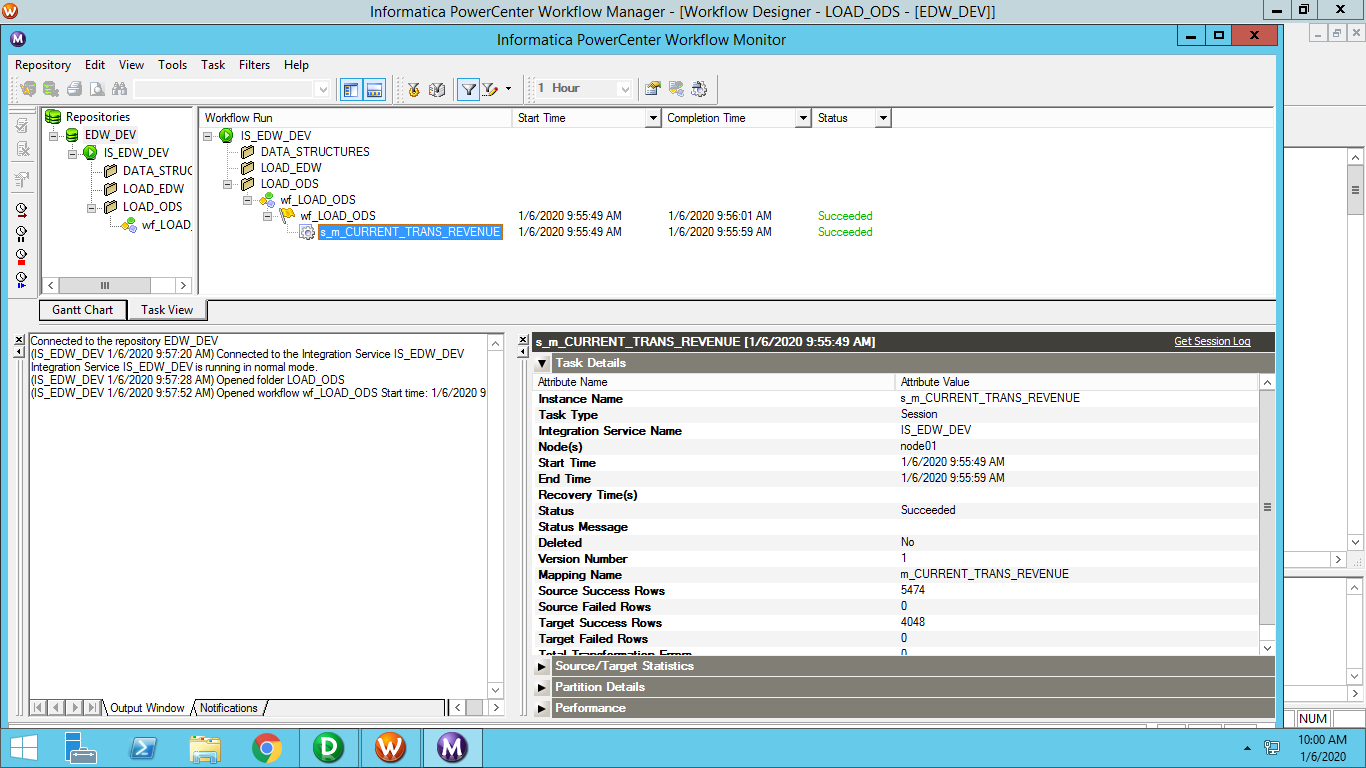 Informatica PowerCenter Workflow Manager - [Workflow Designer - LOAD_ODS - [EDW_DEV]]
Informatica PowerCenter Workflow Monitor
Repository Edit View Tools Task Filters Help
1 Hour
Repositories
EDW_DEV
IS_EDW_DEV
DATA_STRUC
LOAD_EDW
LOAD_ODS
wf_LOAD_
Workflow Run Start Time Completion Time Status
IS_EDW_DEV
DATA_STRUCTURES
LOAD_EDW
LOAD_ODS
wf_LOAD_ODS
wf_LOAD_ODS 1/6/2020 9:55:49 AM 1/6/2020 9:56:01 AM Succeeded
s_m_CURRENT_TRANS_REVENUE 1/6/2020 9:55:49 AM 1/6/2020 9:55:59 AM Succeeded
Gantt Chart Task View
Connected to the repository EDW_DEV
(IS_EDW_DEV 1/6/2020 9:57:20 AM) Connected to the Integration Service IS_EDW_DEV
Integration Service IS_EDW_DEV is running in normal mode.
(IS_EDW_DEV 1/6/2020 9:57:28 AM) Opened folder LOAD_ODS
(IS_EDW_DEV 1/6/2020 9:57:52 AM) Opened workflow wf_LOAD_ODS Start time: 1/6/2020 9
Output Window Notifications
s_m_CURRENT_TRANS_REVENUE [1/6/2020 9:55:49 AM] Get Session Log
Task Details
Attribute Name Attribute Value
Instance Name s_m_CURRENT_TRANS_REVENUE
Task Type Session
Integration Service Name IS_EDW_DEV
Node(s) node01
Start Time 1/6/2020 9:55:49 AM
End Time 1/6/2020 9:55:59 AM
Recovery Time(s)
Status Succeeded
Status Message
Deleted No
Version Number 1
Mapping Name m_CURRENT_TRANS_REVENUE
Source Success Rows 5474
Source Failed Rows 0
Target Success Rows 4048
Target Failed Rows 0
Total Transformation Errors 0
Source/Target Statistics
Partition Details
Performance
NUM
10:00 AM
1/6/2020